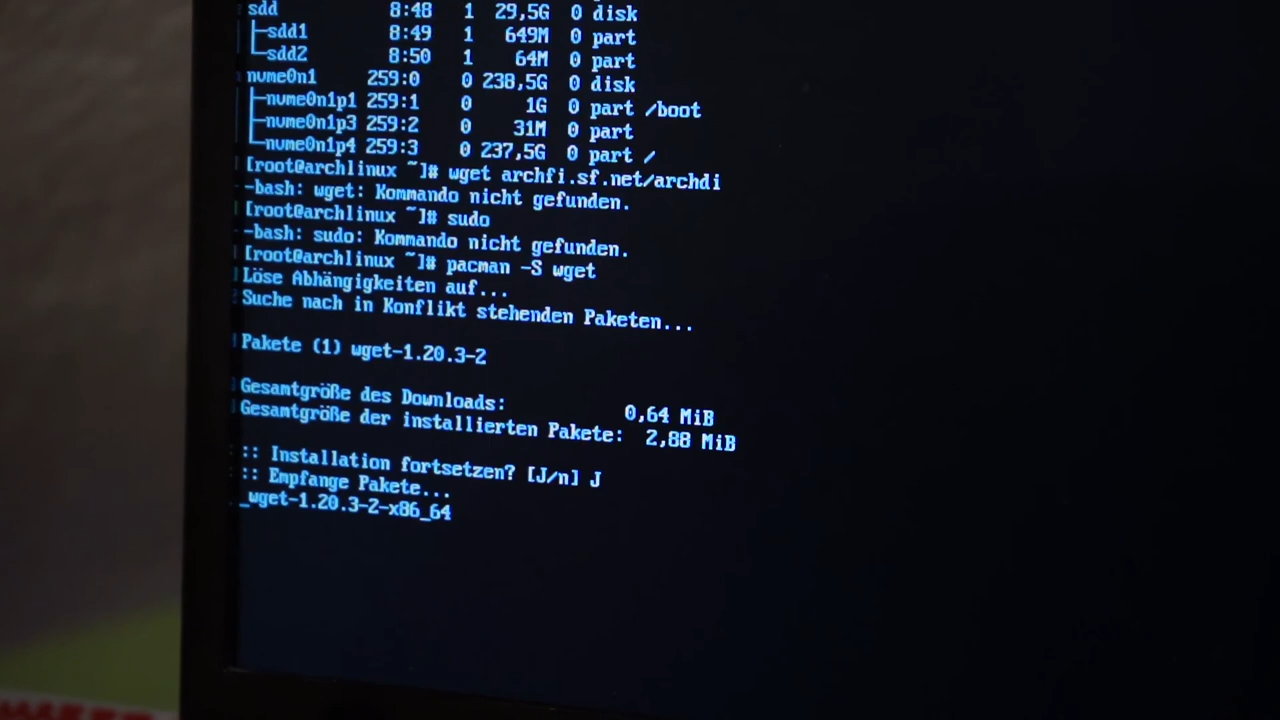 sdd 8:48 1 29,5G 0 disk
├─sdd1 8:49 1 649M 0 part
└─sdd2 8:50 1 64M 0 part
nvme0n1 259:0 0 238,5G 0 disk
├─nvme0n1p1 259:1 0 1G 0 part /boot
├─nvme0n1p3 259:2 0 31M 0 part
└─nvme0n1p4 259:3 0 237,5G 0 part /
[root@archlinux ~]# wget archfi.sf.net/archdi
-bash: wget: Kommando nicht gefunden.
[root@archlinux ~]# sudo
-bash: sudo: Kommando nicht gefunden.
[root@archlinux ~]# pacman -S wget
Löse Abhängigkeiten auf...
Suche nach in Konflikt stehenden Paketen...
Pakete (1) wget-1.20.3-2
Gesamtgröße des Downloads: 0,64 MiB
Gesamtgröße der installierten Pakete: 2,88 MiB
:: Installation fortsetzen? [J/n] J
:: Empfange Pakete...
_wget-1.20.3-2-x86_64